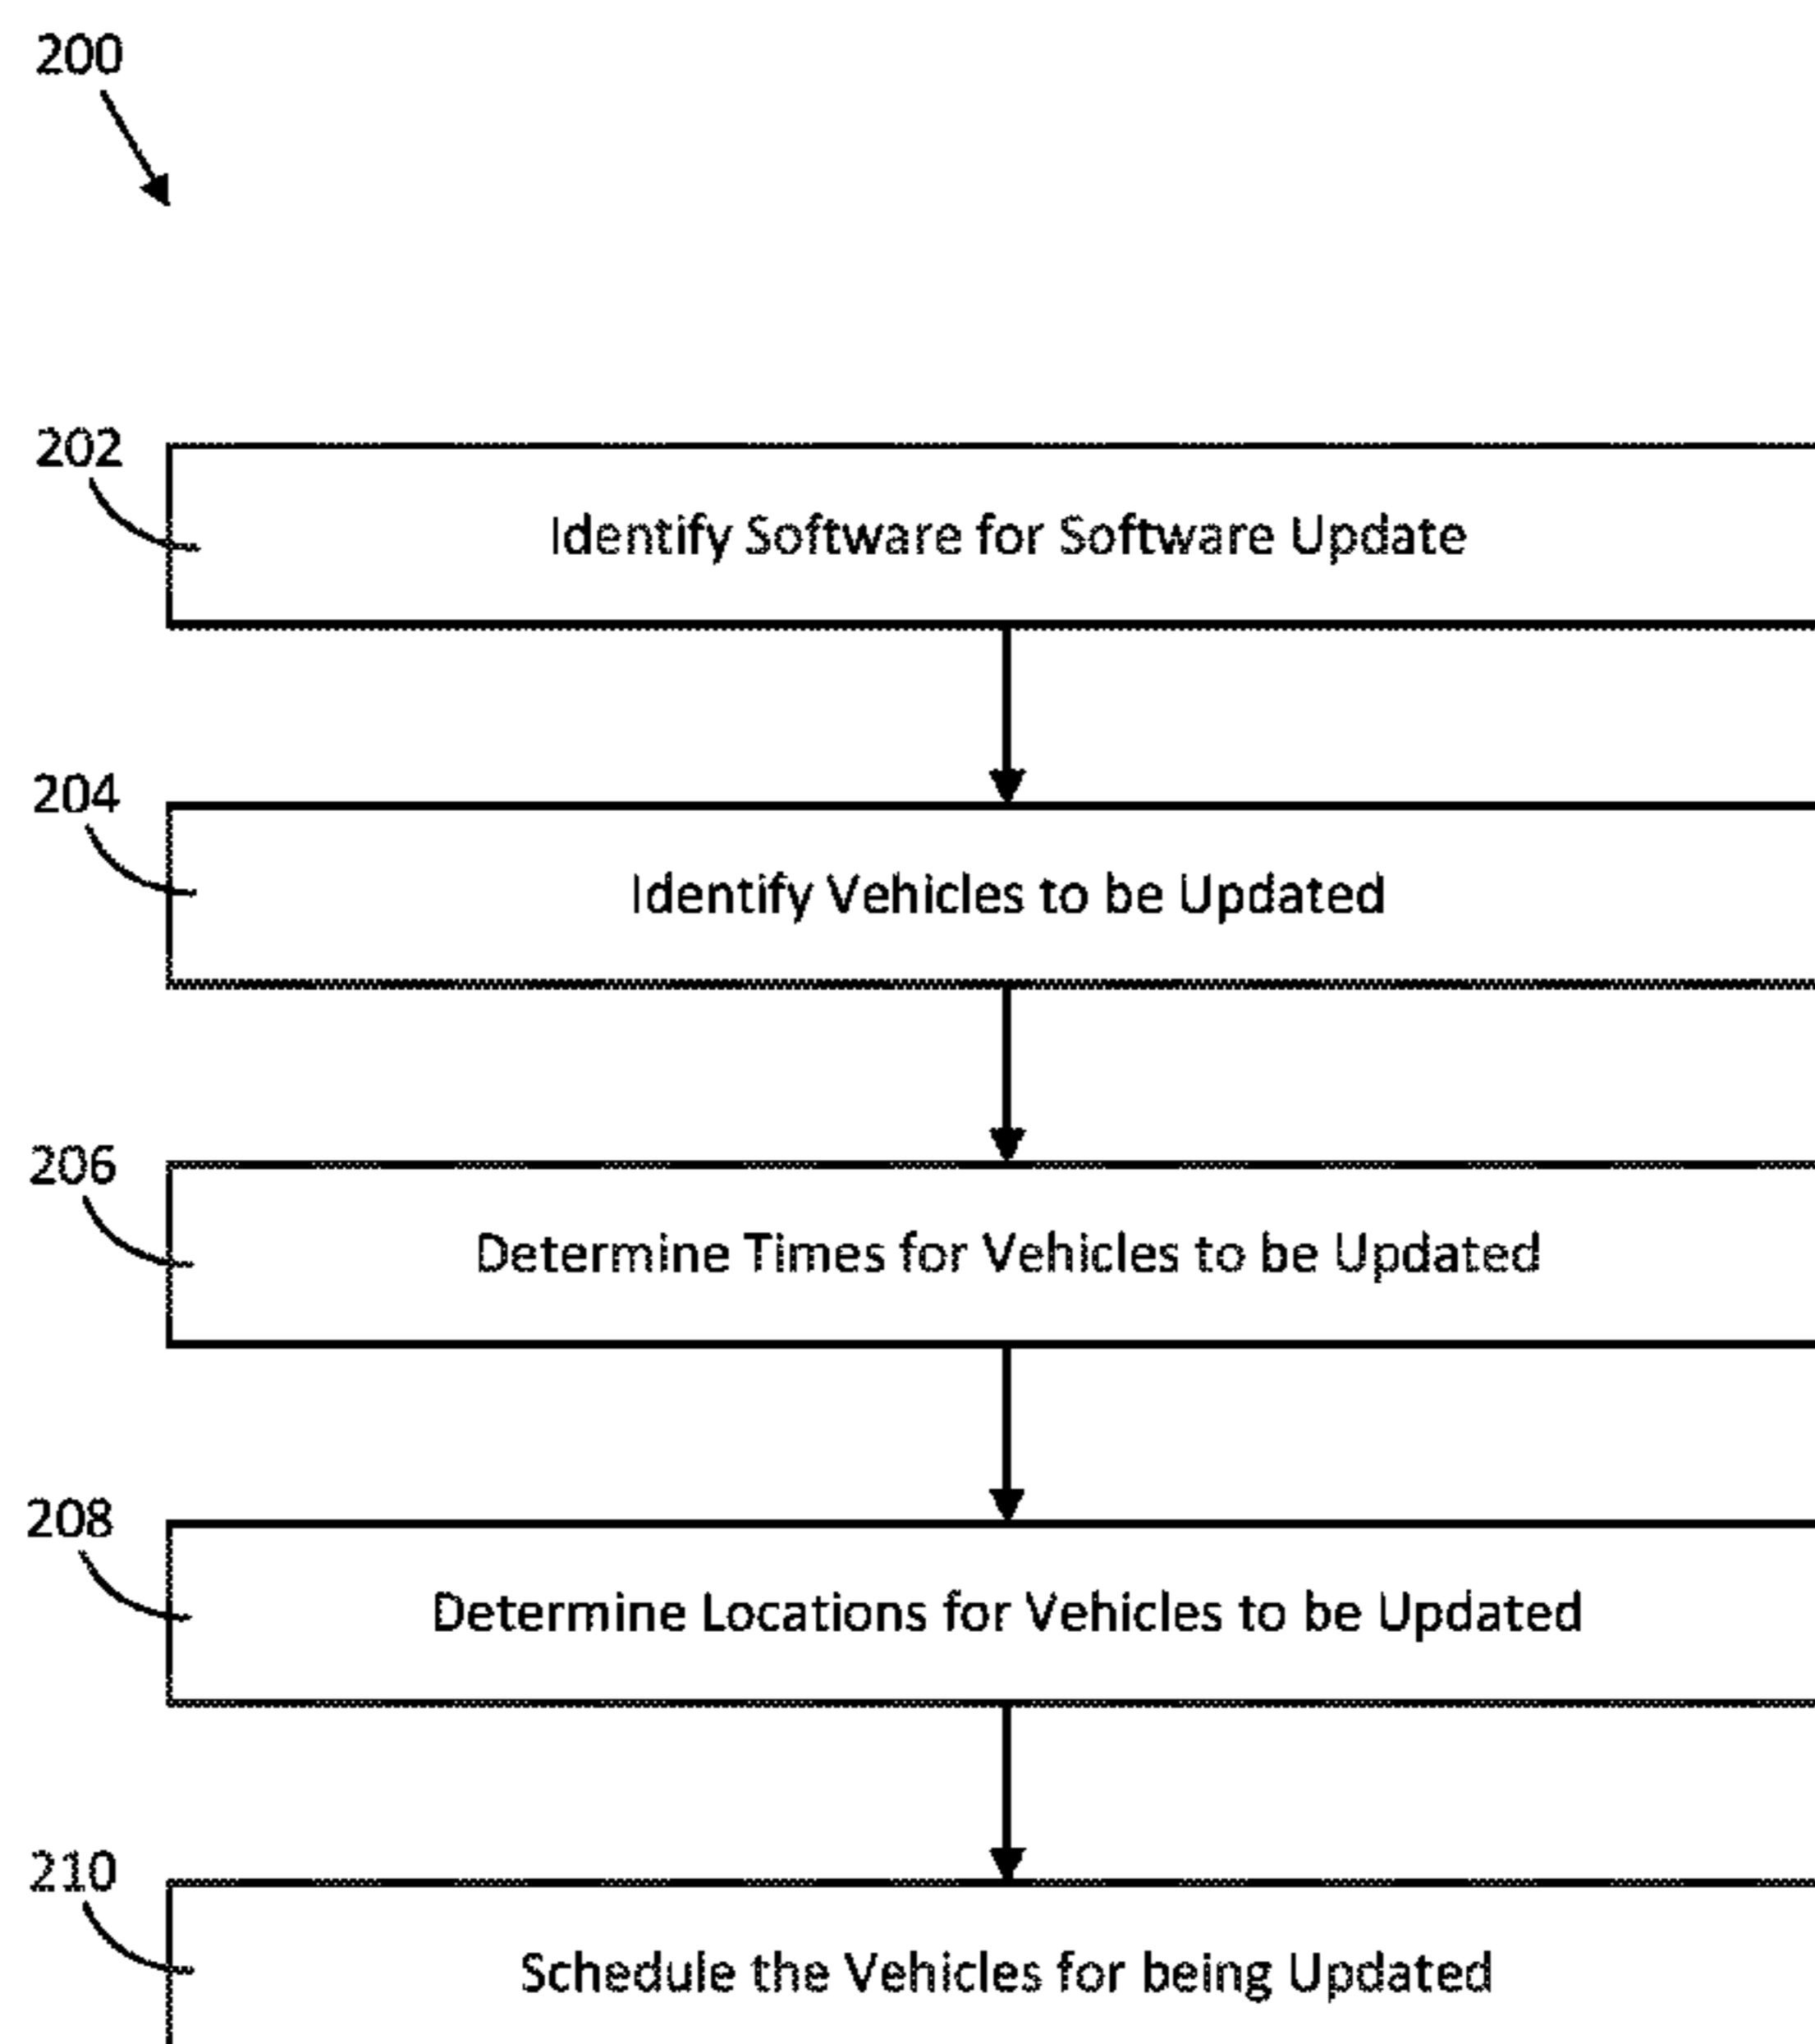 200
202
Identify Software for Software Update
204
Identify Vehicles to be Updated
206
Determine Times for Vehicles to be Updated
208
Determine Locations for Vehicles to be Updated
210
Schedule the Vehicles for being Updated